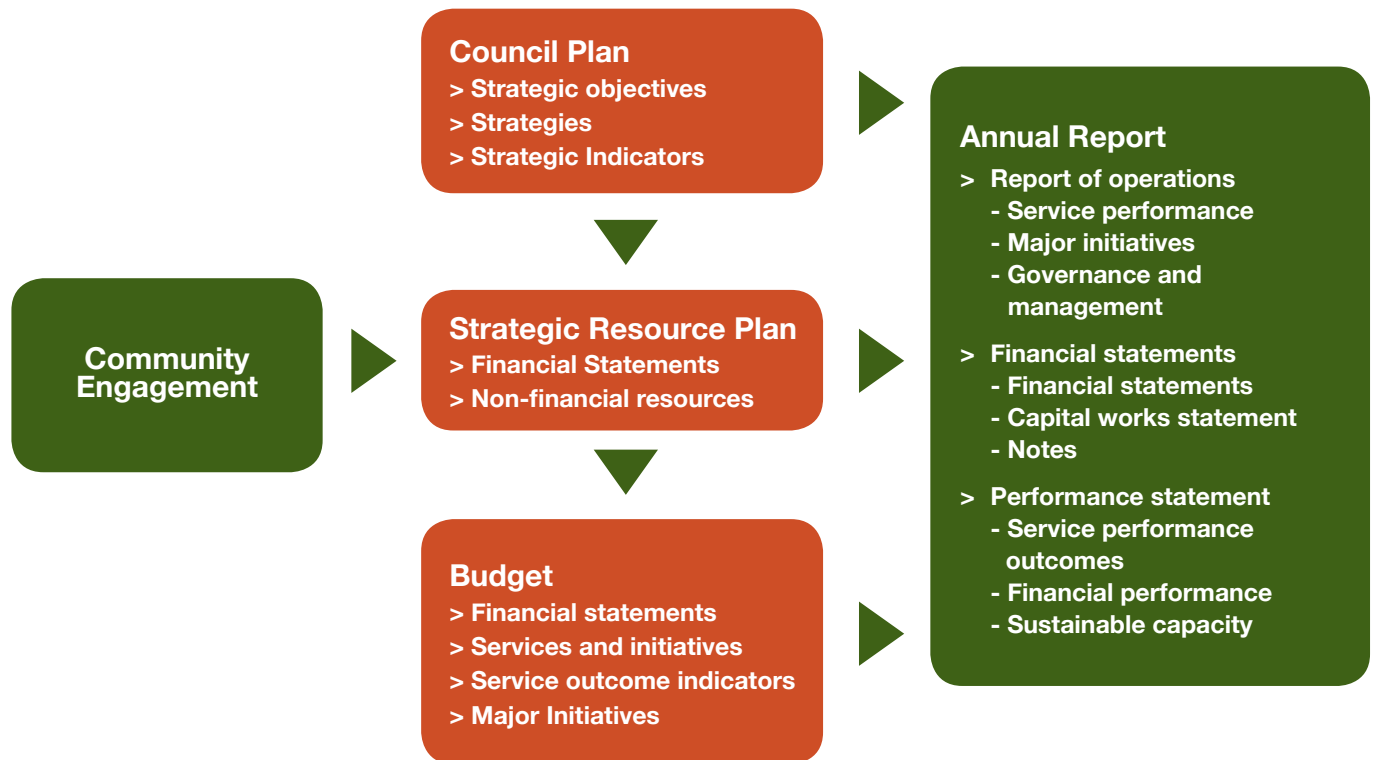 Council Plan
> Strategic objectives
> Strategies
> Strategic Indicators
Community
Engagement
Strategic Resource Plan
> Financial Statements
> Non-financial resources
Budget
> Financial statements
> Services and initiatives
> Service outcome indicators
> Major Initiatives
Annual Report
> Report of operations
- Service performance
- Major initiatives
- Governance and
management
> Financial statements
- Financial statements
- Capital works statement
- Notes
> Performance statement
- Service performance
outcomes
- Financial performance
- Sustainable capacity